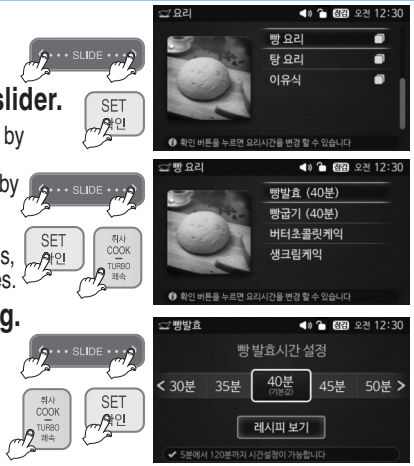 SLIDE
slider.
SET
확인
by
요리
잠김 오전 12:30
빵 요리
탕 요리
이유식
확인 버튼을 누르면 요리시간을 변경 할 수 있습니다
by
SLIDE
SET
확인
취사
COOK
TURBO
쾌속
s,
es.
빵 요리
잠김 오전 12:30
빵발효 (40분)
빵굽기 (40분)
버터초콜릿케익
생크림케익
확인 버튼을 누르면 요리시간을 변경 할 수 있습니다
g.
SLIDE
취사
COOK
TURBO
쾌속
SET
확인
빵발효
잠김 오전 12:30
빵 발효시간 설정
< 30분 35분 40분 45분 50분 >
(기본값)
레시피 보기
5분에서 120분까지 시간설정이 가능합니다